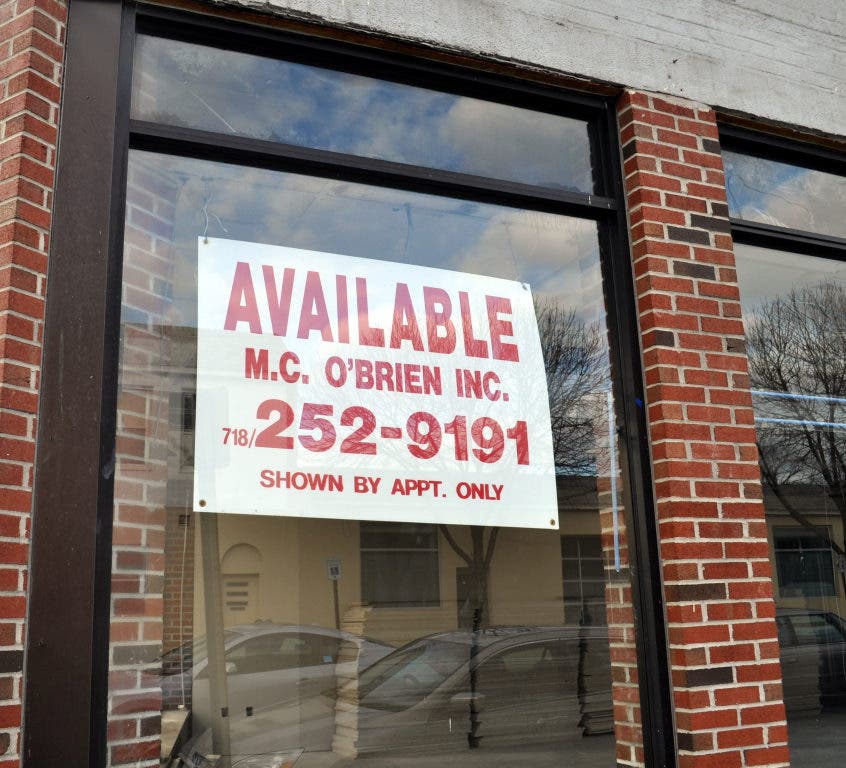 AVAILABLE
M.C. O'BRIEN INC.
718/252-9191
SHOWN BY APPT. ONLY